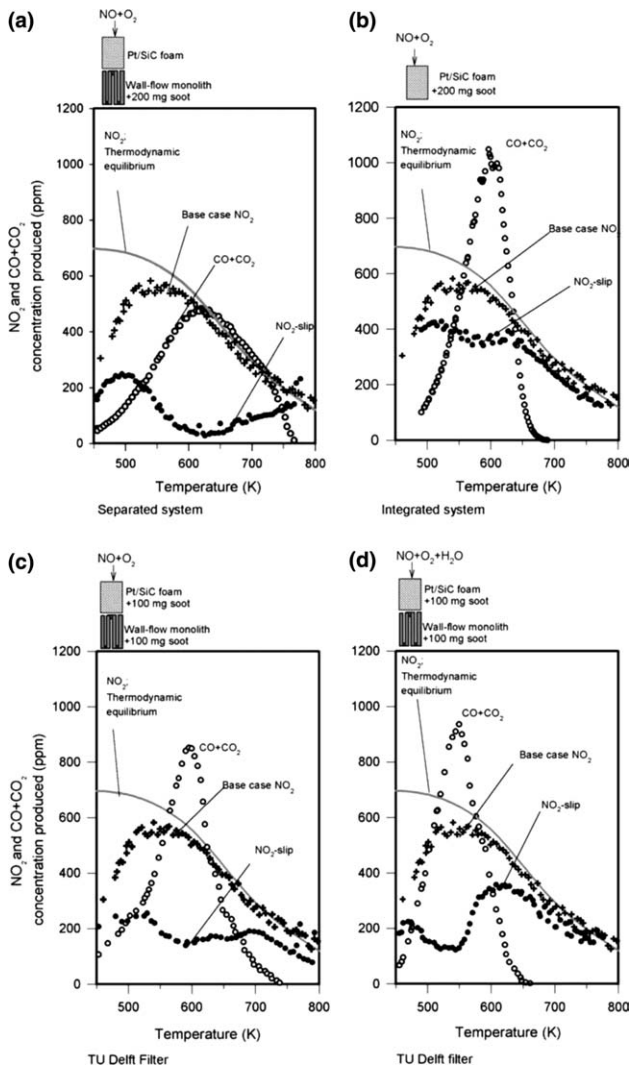 (a)
NO+O₂
Pt/SiC foam
Wall-flow monolith
+200 mg soot
1200
1000
800
600
400
200
0
NO₂ and CO+CO₂
concentration produced (ppm)
NO₂:
Thermodynamic
equilibrium
Base case NO₂
CO+CO₂
NO₂-slip
500 600 700 800
Temperature (K)
Separated system
(b)
NO+O₂
Pt/SiC foam
+200 mg soot
1200
1000
800
600
400
200
0
NO₂:
Thermodynamic
equilibrium
CO+CO₂
Base case NO₂
NO₂-slip
500 600 700 800
Temperature (K)
Integrated system
(c)
NO+O₂
Pt/SiC foam
+100 mg soot
Wall-flow monolith
+100 mg soot
1200
1000
800
600
400
200
0
NO₂ and CO+CO₂
concentration produced (ppm)
NO₂:
Thermodynamic
equilibrium
CO+CO₂
Base case NO₂
NO₂-slip
500 600 700 800
Temperature (K)
TU Delft Filter
(d)
NO+O₂+H₂O
Pt/SiC foam
+100 mg soot
Wall-flow monolith
+100 mg soot
1200
1000
800
600
400
200
0
NO₂:
Thermodynamic
equilibrium
CO+CO₂
Base case NO₂
NO₂-slip
500 600 700 800
Temperature (K)
TU Delft filter